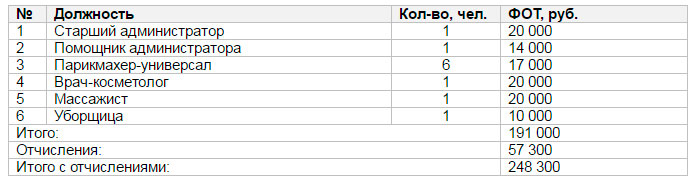 № Должность Кол-во, чел. ФОТ, руб.
1 Старший администратор 1 20 000
2 Помощник администратора 1 14 000
3 Парикмахер-универсал 6 17 000
4 Врач-косметолог 1 20 000
5 Массажист 1 20 000
6 Уборщица 1 10 000
Итого: 191 000
Отчисления: 57 300
Итого с отчислениями: 248 300